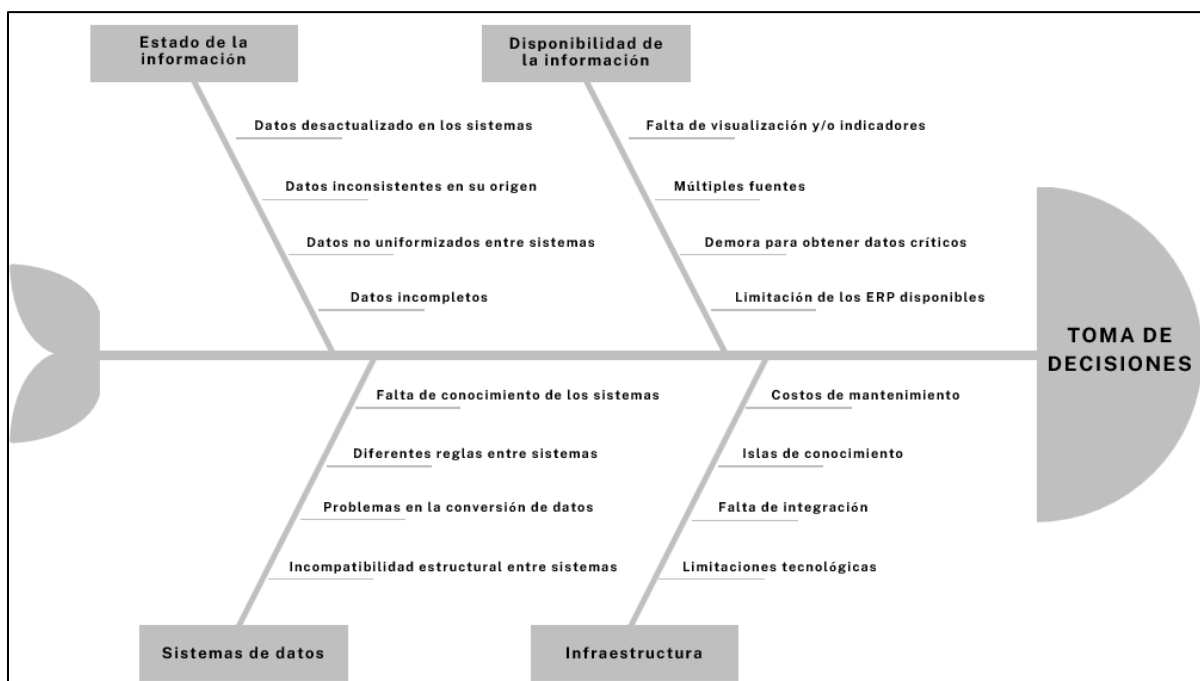 Estado de la
información
Disponibilidad de
la información
Datos desactualizado en los sistemas
Datos inconsistentes en su origen
Datos no uniformizados entre sistemas
Datos incompletos
Falta de visualización y/o indicadores
Múltiples fuentes
Demora para obtener datos críticos
Limitación de los ERP disponibles
TOMA DE
DECISIONES
Falta de conocimiento de los sistemas
Diferentes reglas entre sistemas
Problemas en la conversión de datos
Incompatibilidad estructural entre sistemas
Costos de mantenimiento
Islas de conocimiento
Falta de integración
Limitaciones tecnológicas
Sistemas de datos
Infraestructura